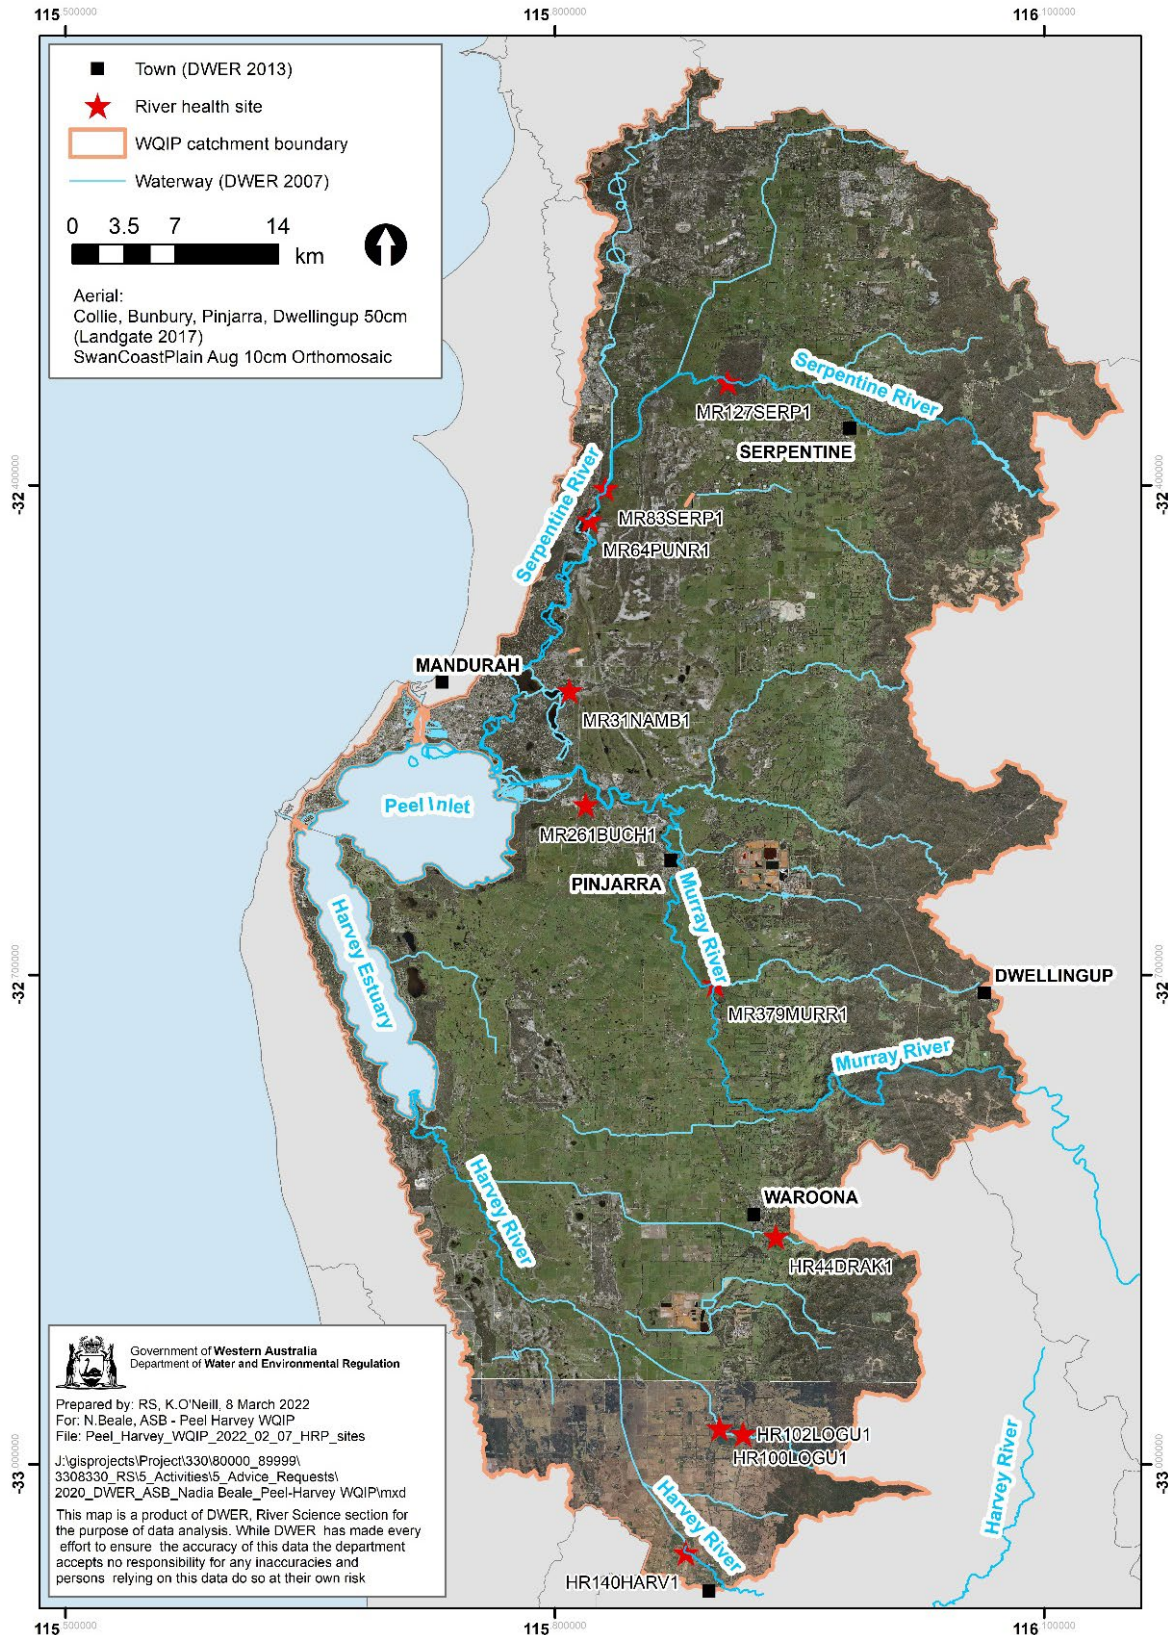 115.500000
115.800000
116.100000
Town (DWER 2013)
River health site
WQIP catchment boundary
Waterway (DWER 2007)
0 3.5 7 14
km
Aerial:
Collie, Bunbury, Pinjarra, Dwellingup 50cm
(Landgate 2017)
SwanCoastPlain Aug 10cm Orthomosaic
Serpentine River
MR127SERP1
SERPENTINE
-32.400000
-32.400000
Serpentine River
MR83SERP1
MR64PUNR1
MANDURAH
MR31NAMB1
Peel Inlet
MR261BUCH1
PINJARRA
Murray River
Harvey Estuary
-32.700000
-32.700000
DWELLINGUP
MR379MURR1
Murray River
WAROONA
Harvey River
HR44DRAK1
HR102LOGU1
HR100LOGU1
-33.000000
-33.000000
Harvey River
Harvey River
HR140HARV1
Government of Western Australia
Department of Water and Environmental Regulation
Prepared by: RS, K.O'Neill, 8 March 2022
For: N.Beale, ASB - Peel Harvey WQIP
File: Peel_Harvey_WQIP_2022_02_07_HRP_sites
J:\gisprojects\Project\330\80000_89999\
3308330_RS\5_Activities\5_Advice_Requests\
2020_DWER_ASB_Nadia Beale_Peel-Harvey WQIP\mxd
This map is a product of DWER, River Science section for
the purpose of data analysis. While DWER has made every
effort to ensure the accuracy of this data the department
accepts no responsibility for any inaccuracies and
persons relying on this data do so at their own risk
115.500000
115.800000
116.100000